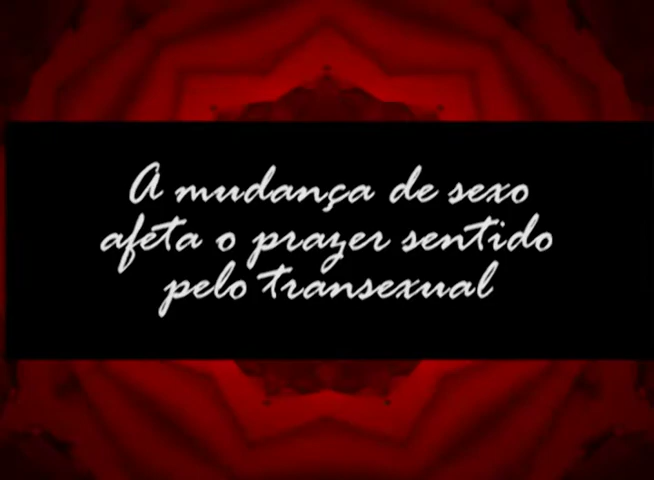 A mudança de sexo
afeta o prazer sentido
pelo transexual